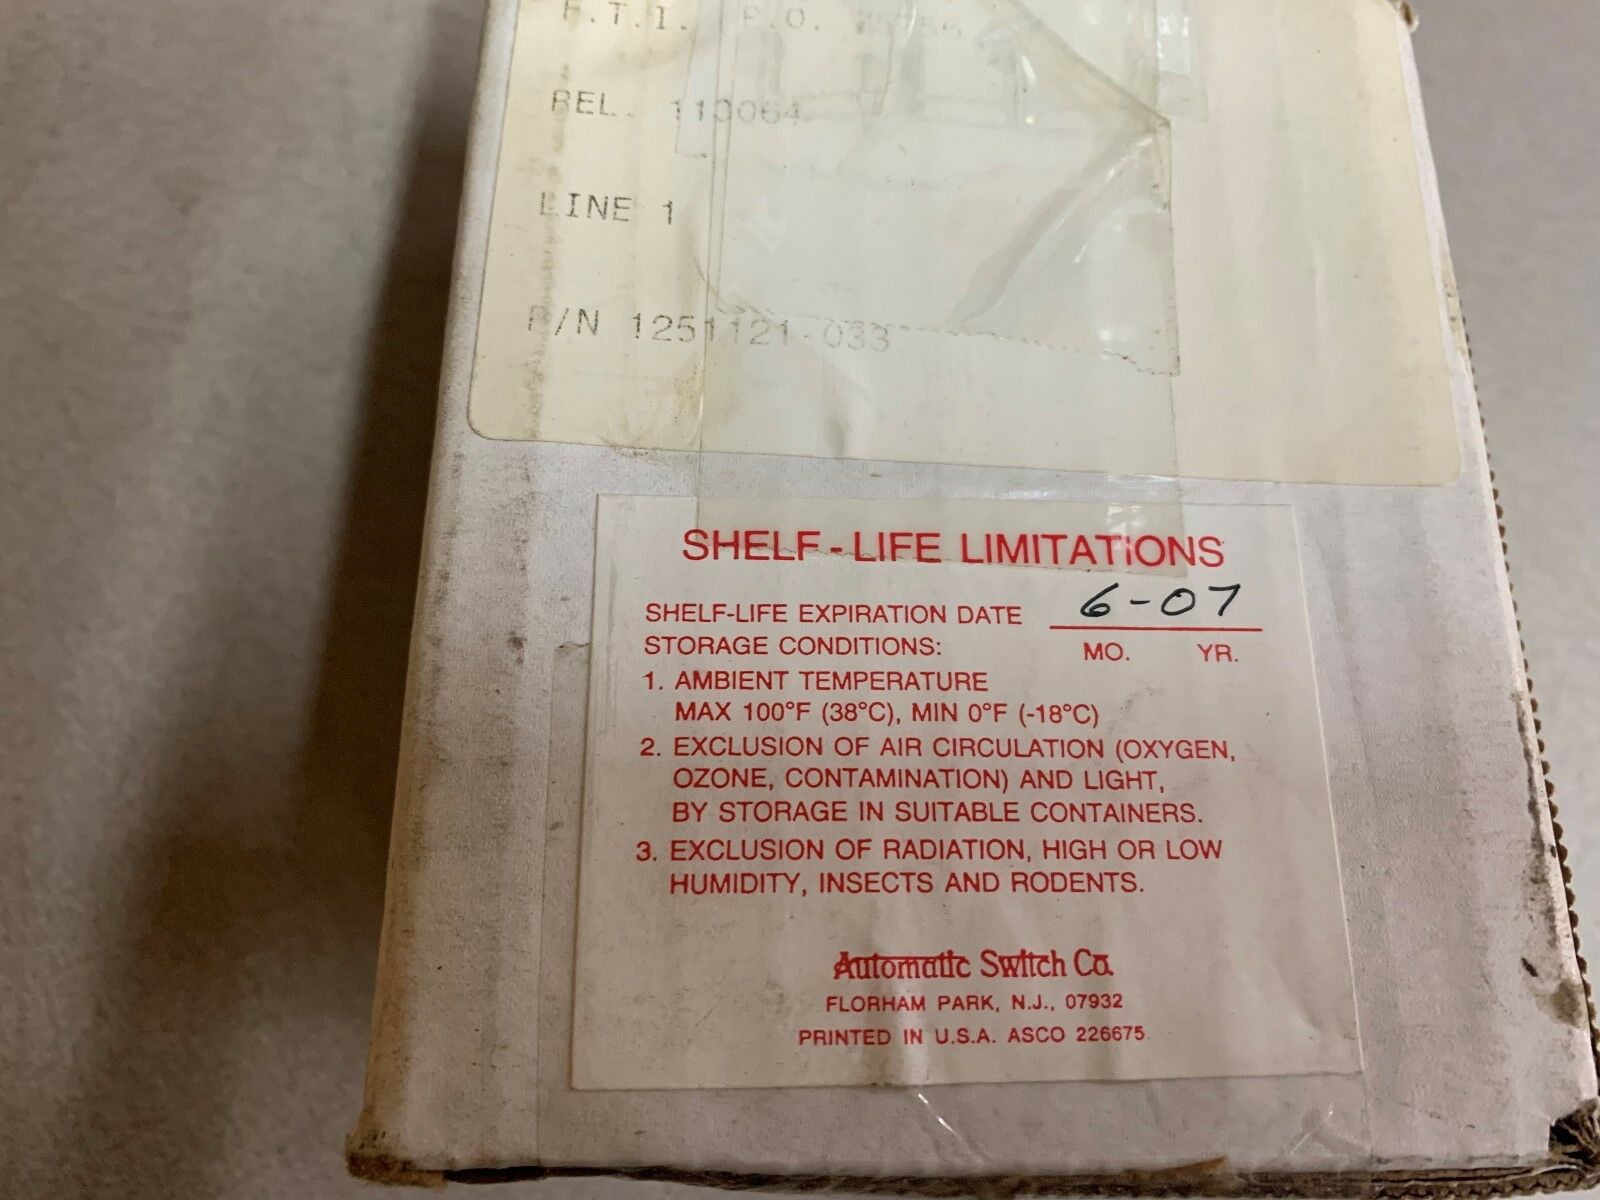 F.T.I. P.O.
REL. 110064
LINE 1
P/N 1251121-033
SHELF-LIFE LIMITATIONS
SHELF-LIFE EXPIRATION DATE 6-07
STORAGE CONDITIONS: MO. YR.
1. AMBIENT TEMPERATURE
MAX 100°F (38°C), MIN 0°F (-18°C)
2. EXCLUSION OF AIR CIRCULATION (OXYGEN,
OZONE, CONTAMINATION) AND LIGHT,
BY STORAGE IN SUITABLE CONTAINERS.
3. EXCLUSION OF RADIATION, HIGH OR LOW
HUMIDITY, INSECTS AND RODENTS.
Automatic Switch Co.
FLORHAM PARK, N.J., 07932
PRINTED IN U.S.A. ASCO 226675